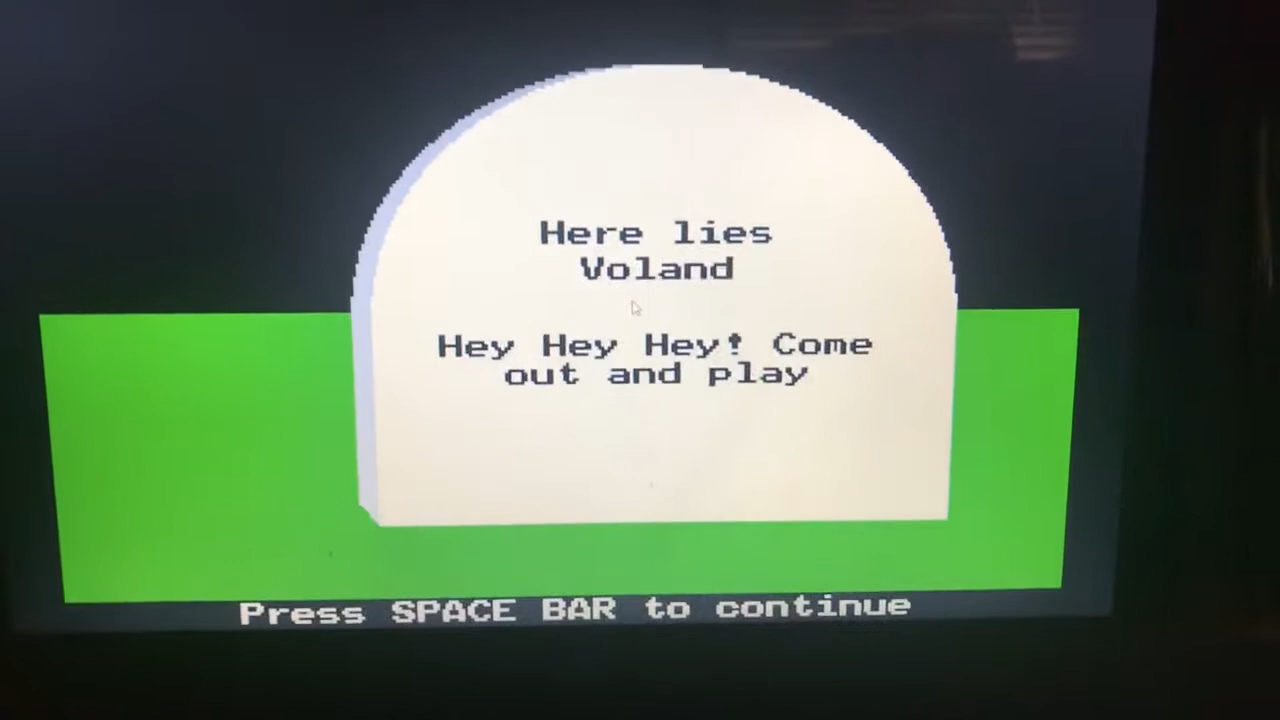 Here lies
Voland
Hey Hey Hey! Come
out and play
Press SPACE BAR to continue